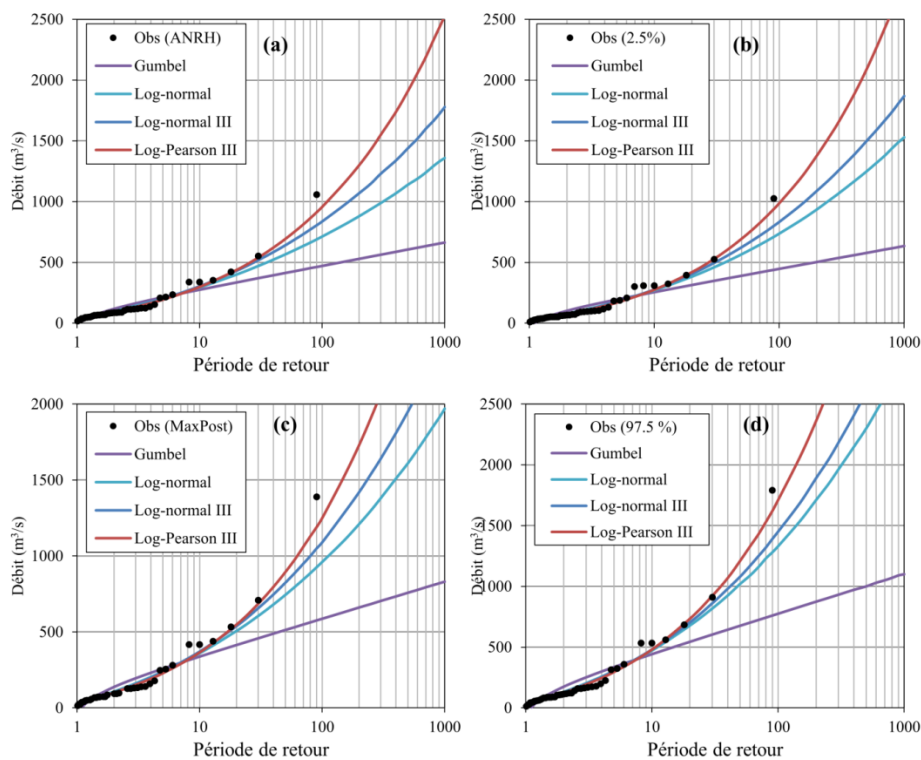 (a)
Obs (ANRH)
Gumbel
Log-normal
Log-normal III
Log-Pearson III
Débit (m³/s)
2500
2000
1500
1000
500
0
1 10 100 1000
Période de retour
(b)
Obs (2.5%)
Gumbel
Log-normal
Log-normal III
Log-Pearson III
Débit (m³/s)
2500
2000
1500
1000
500
0
1 10 100 1000
Période de retour
(c)
Obs (MaxPost)
Gumbel
Log-normal
Log-normal III
Log-Pearson III
Débit (m³/s)
2000
1500
1000
500
0
1 10 100 1000
Période de retour
(d)
Obs (97.5 %)
Gumbel
Log-normal
Log-normal III
Log-Pearson III
Débit (m³/s)
2500
2000
1500
1000
500
0
1 10 100 1000
Période de retour